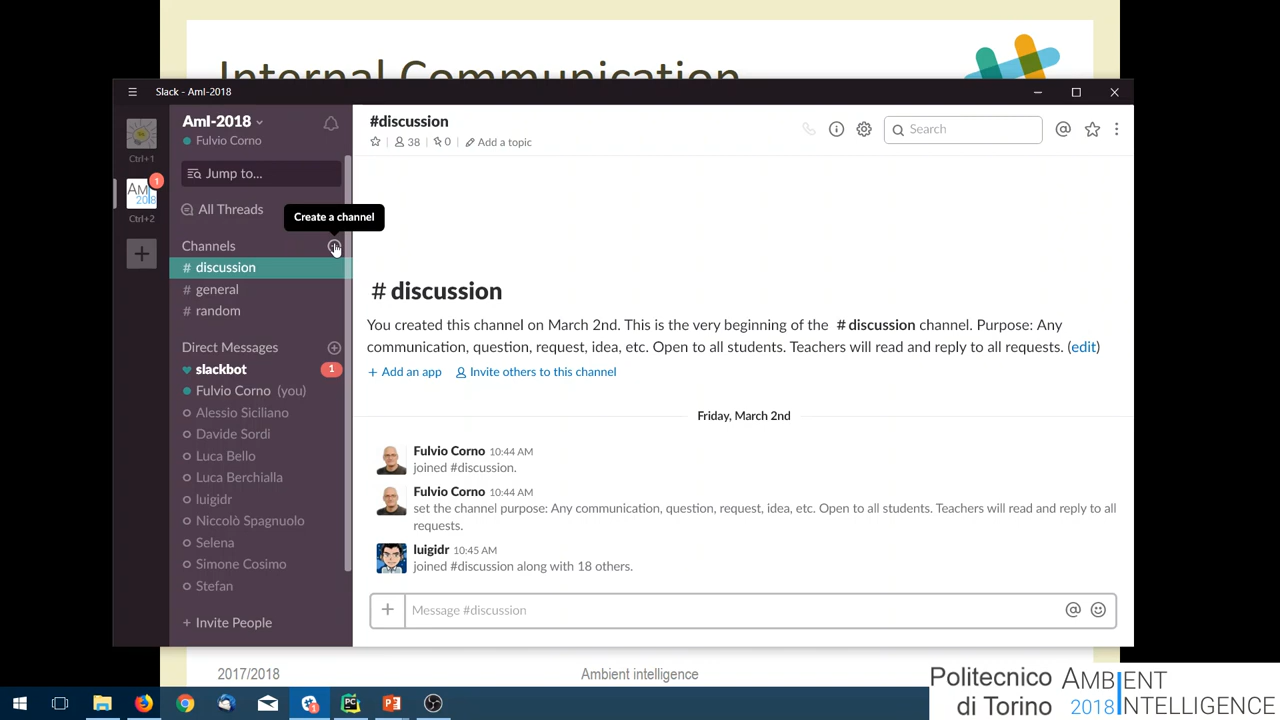 Internal Communication
Slack - AmI-2018
AmI-2018
Fulvio Corno
Jump to...
All Threads
Create a channel
Channels
# discussion
# general
# random
Direct Messages
slackbot
1
Fulvio Corno (you)
Alessio Siciliano
Davide Sordi
Luca Bello
Luca Berchialla
luigidr
Niccolò Spagnuolo
Selena
Simone Cosimo
Stefan
+ Invite People
Ctrl+1
1
AmI
2018
Ctrl+2
#discussion
38
0
Add a topic
Search
# discussion
You created this channel on March 2nd. This is the very beginning of the # discussion channel. Purpose: Any
communication, question, request, idea, etc. Open to all students. Teachers will read and reply to all requests. (edit)
+ Add an app
Invite others to this channel
Friday, March 2nd
Fulvio Corno 10:44 AM
joined #discussion.
Fulvio Corno 10:44 AM
set the channel purpose: Any communication, question, request, idea, etc. Open to all students. Teachers will read and reply to all
requests.
luigidr 10:45 AM
joined #discussion along with 18 others.
Message #discussion
2017/2018
Ambient intelligence
Politecnico
di Torino
AMBIENT
2018 INTELLIGENCE